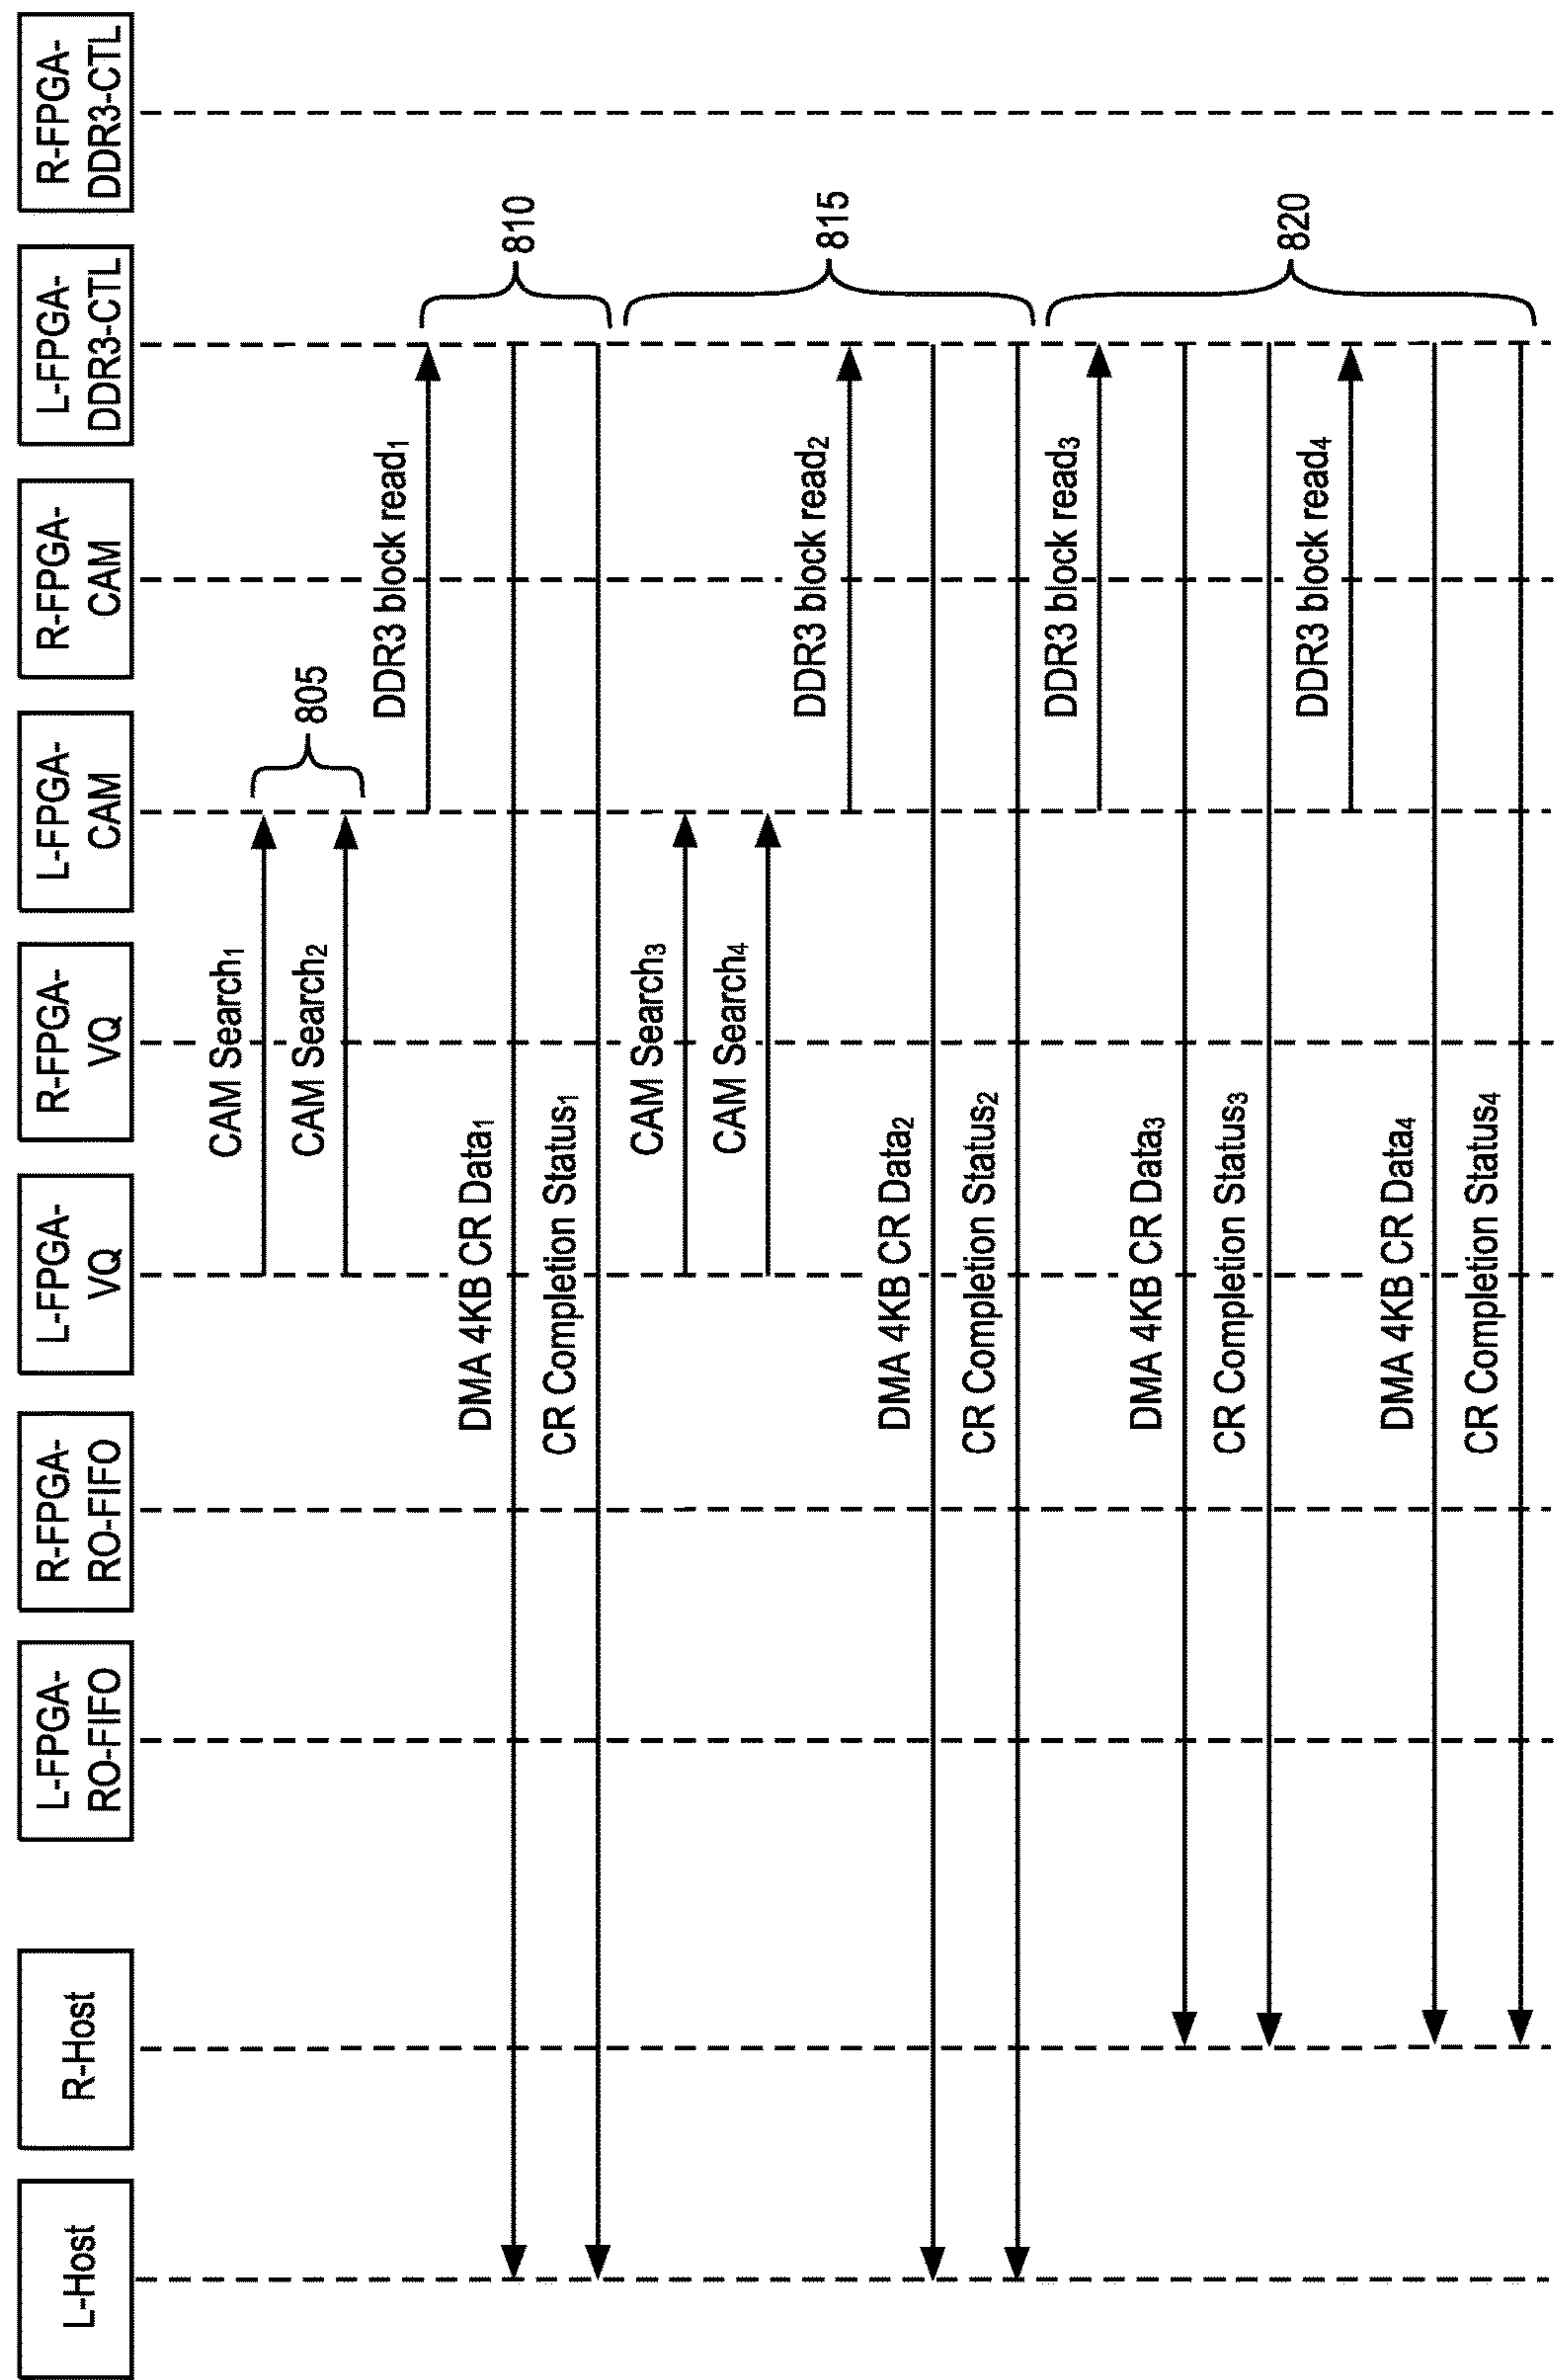 L-Host
R-Host
L-FPGA-
RO-FIFO
R-FPGA-
RO-FIFO
L-FPGA-
VQ
R-FPGA-
VQ
L-FPGA-
CAM
R-FPGA-
CAM
L-FPGA-
DDR3-CTL
R-FPGA-
DDR3-CTL
CAM Search₁
CAM Search₂
805
DDR3 block read₁
DMA 4KB CR Data₁
810
CR Completion Status₁
CAM Search₃
CAM Search₄
DDR3 block read₂
815
DMA 4KB CR Data₂
CR Completion Status₂
DDR3 block read₃
DMA 4KB CR Data₃
CR Completion Status₃
820
DDR3 block read₄
DMA 4KB CR Data₄
CR Completion Status₄